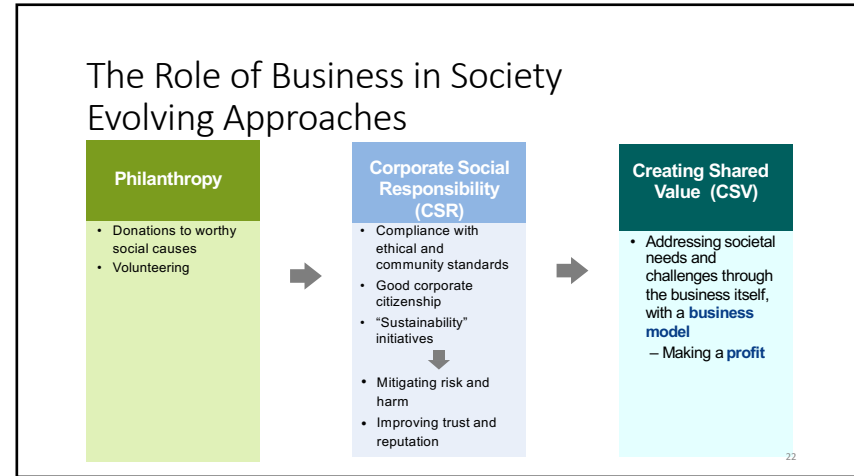 The Role of Business in Society
Evolving Approaches
Philanthropy
• Donations to worthy
social causes
• Volunteering
Corporate Social
Responsibility
(CSR)
• Compliance with
ethical and
community standards
• Good corporate
citizenship
• “Sustainability”
initiatives
• Mitigating risk and
harm
• Improving trust and
reputation
Creating Shared
Value (CSV)
• Addressing societal
needs and
challenges through
the business itself,
with a business
model
– Making a profit
22